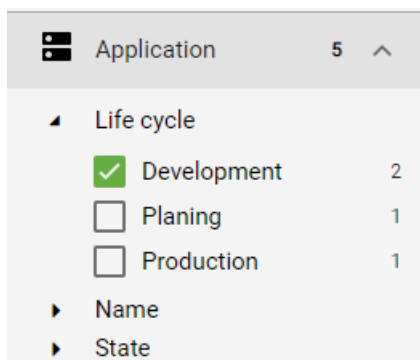 Application 5
Life cycle
Development 2
Planing 1
Production 1
Name
State